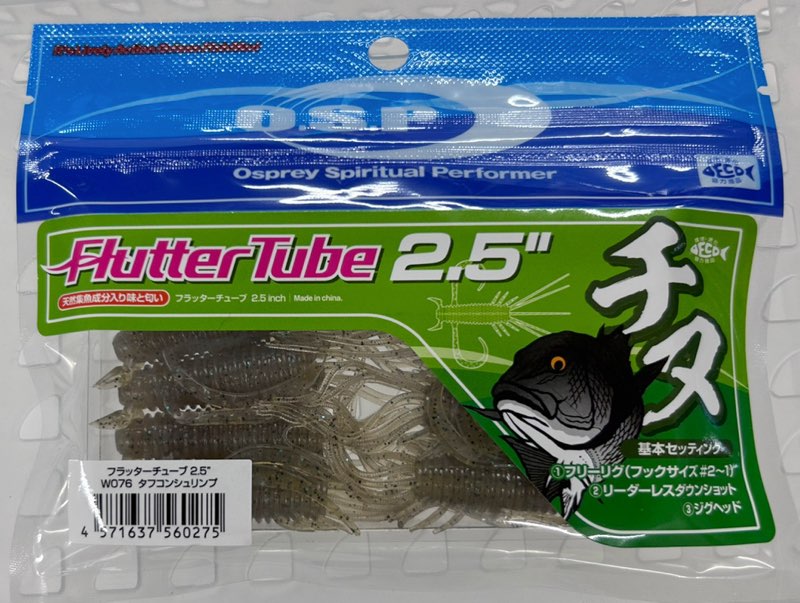 O.S.P
Osprey Spiritual Performer
ECO
Flutter Tube 2.5"
天然集魚成分入り味と匂い
フラッターチューブ 2.5 inch Made in china.
ECO
チヌ
基本セッティング
①フリーリグ(フックサイズ #2~1)
②リーダーレスダウンショット
③ジグヘッド
フラッターチューブ 2.5"
W076 タフコンシュリンプ
4 571637 560275